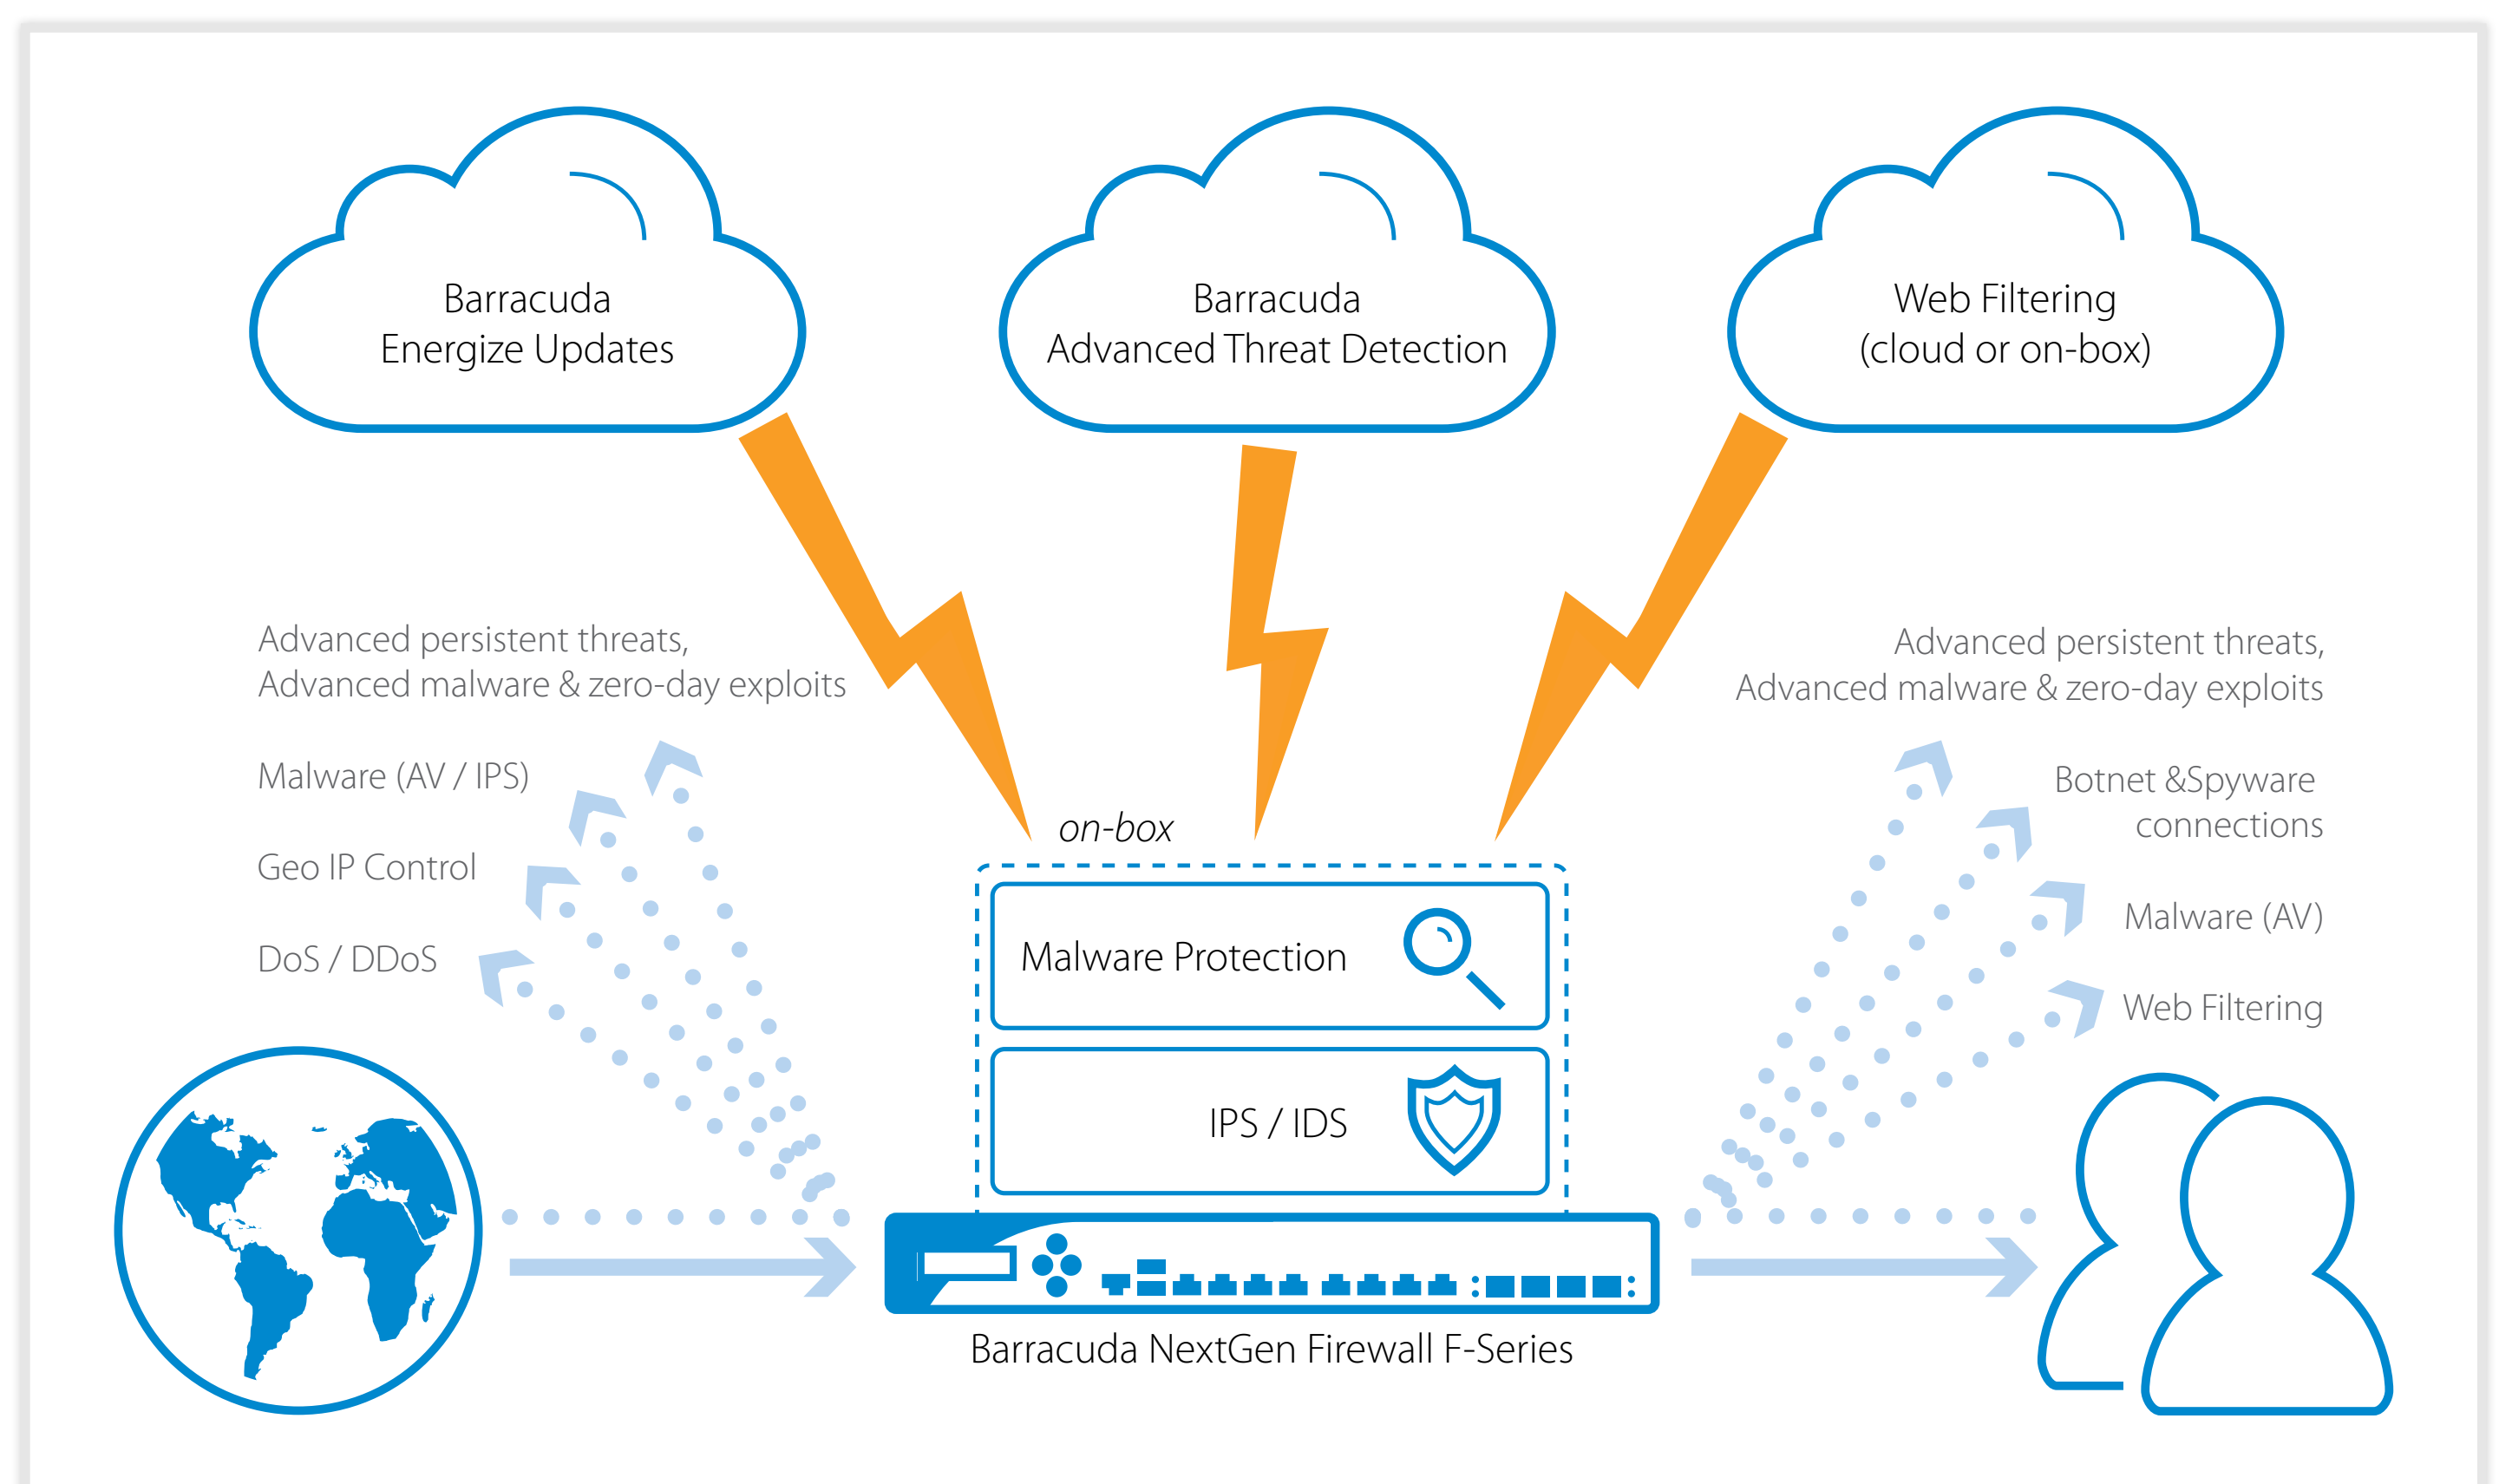 Barracuda
Energize Updates
Barracuda
Advanced Threat Detection
Web Filtering
(cloud or on-box)
Advanced persistent threats,
Advanced malware & zero-day exploits
Malware (AV / IPS)
Geo IP Control
DoS / DDoS
on-box
Malware Protection
IPS / IDS
Barracuda NextGen Firewall F-Series
Advanced persistent threats,
Advanced malware & zero-day exploits
Botnet &Spyware
connections
Malware (AV)
Web Filtering